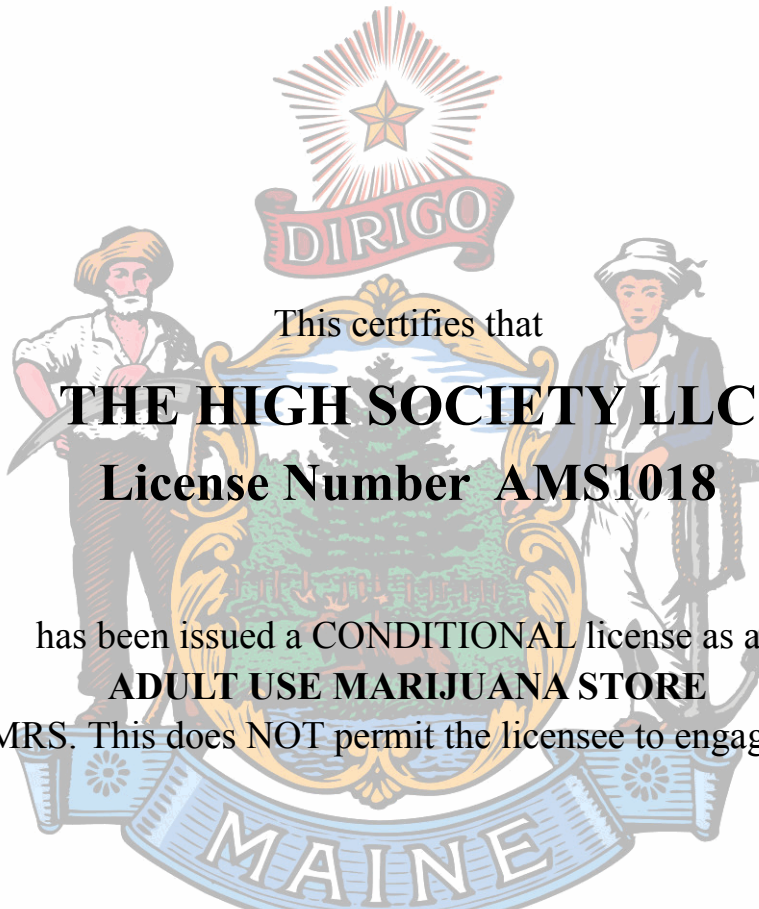 DIRIGO
This certifies that
THE HIGH SOCIETY LLC
License Number AMS1018
has been issued a CONDITIONAL license as a
ADULT USE MARIJUANA STORE
MRS. This does NOT permit the licensee to engag
MAINE